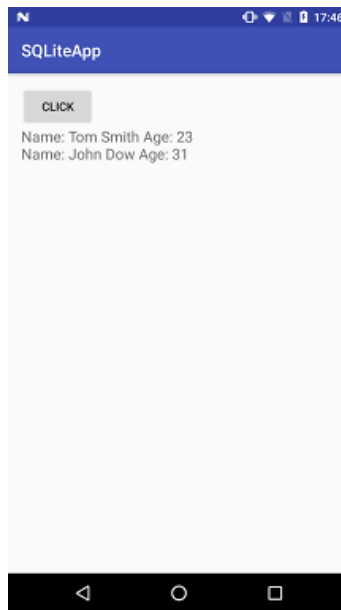 17:46
SQLiteApp
CLICK
Name: Tom Smith Age: 23
Name: John Dow Age: 31